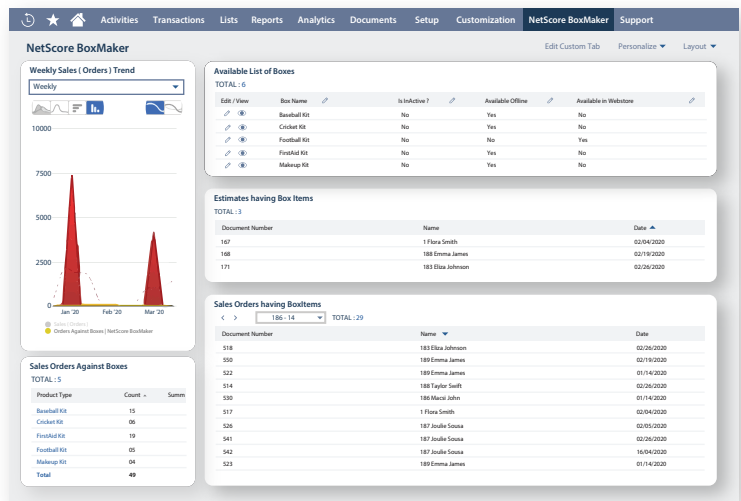 Activities Transactions Lists Reports Analytics Documents Setup Customization NetScore BoxMaker Support
NetScore BoxMaker
Edit Custom Tab Personalize Layout
Weekly Sales ( Orders ) Trend
Weekly
10000
7500
5000
2500
0
Jan '20 Feb '20 Mar '20
Sales ( Orders )
Orders Against Boxes | NetScore BoxMaker
Sales Orders Against Boxes
TOTAL : 5
Product Type Count Summ
Baseball Kit 15
Cricket Kit 06
FirstAid Kit 19
Football Kit 05
Makeup Kit 04
Total 49
Available List of Boxes
TOTAL : 6
Edit / View Box Name Is InActive ? Available Offline Available in Webstore
Baseball Kit No Yes No
Cricket Kit No Yes No
Football Kit No No Yes
FirstAid Kit No Yes No
Makeup Kit No Yes No
Estimates having Box Items
TOTAL : 3
Document Number Name Date
167 1 Flora Smith 02/04/2020
168 188 Emma James 02/19/2020
171 183 Eliza Johnson 02/26/2020
Sales Orders having BoxItems
186 - 14 TOTAL : 29
Document Number Name Date
518 183 Eliza Johnson 02/26/2020
550 189 Emma James 02/19/2020
522 189 Emma James 01/14/2020
514 188 Taylor Swift 02/26/2020
530 186 Macsi John 01/14/2020
517 1 Flora Smith 02/04/2020
526 187 Joulie Sousa 02/05/2020
541 187 Joulie Sousa 02/26/2020
542 187 Joulie Sousa 16/04/2020
523 189 Emma James 01/14/2020